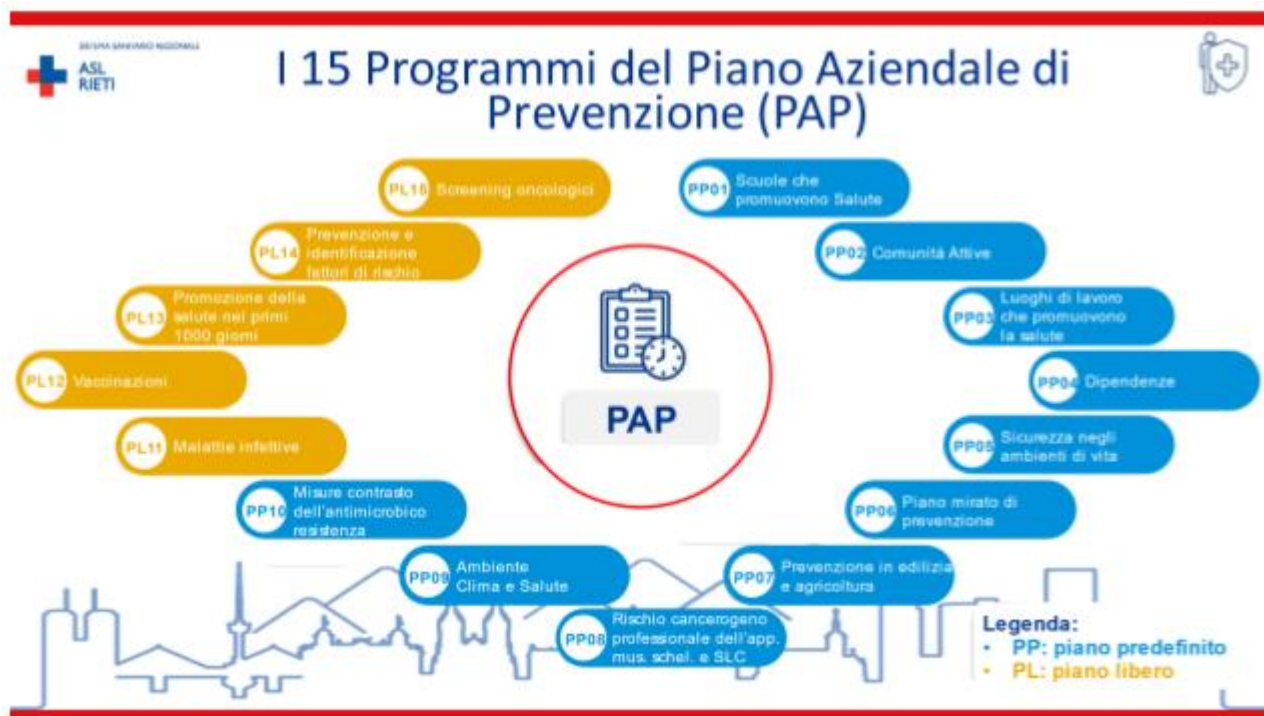 SISTEMA SANITARIO REGIONALE
ASL
RIETI
I 15 Programmi del Piano Aziendale di
Prevenzione (PAP)
PP01 Scuole che
promuovono Salute
PP02 Comunità Attive
PP03 Luoghi di lavoro
che promuovono
la salute
PP04 Dipendenze
PP05 Sicurezza negli
ambienti di vita
PP06 Piano mirato di
prevenzione
PP07 Prevenzione in edilizia
e agricoltura
PP08 Rischio cancerogeno
professionale dell'app.
mus. schel. e SLC
PP09 Ambiente
Clima e Salute
PP10 Misure contrasto
dell'antimicrobico
resistenza
PL11 Malattie infettive
PL12 Vaccinazioni
PL13 Promozione della
salute nei primi
1000 giorni
PL14 Prevenzione e
identificazione
fattori di rischio
PL15 Screening oncologici
PAP
Legenda:
• PP: piano predefinito
• PL: piano libero